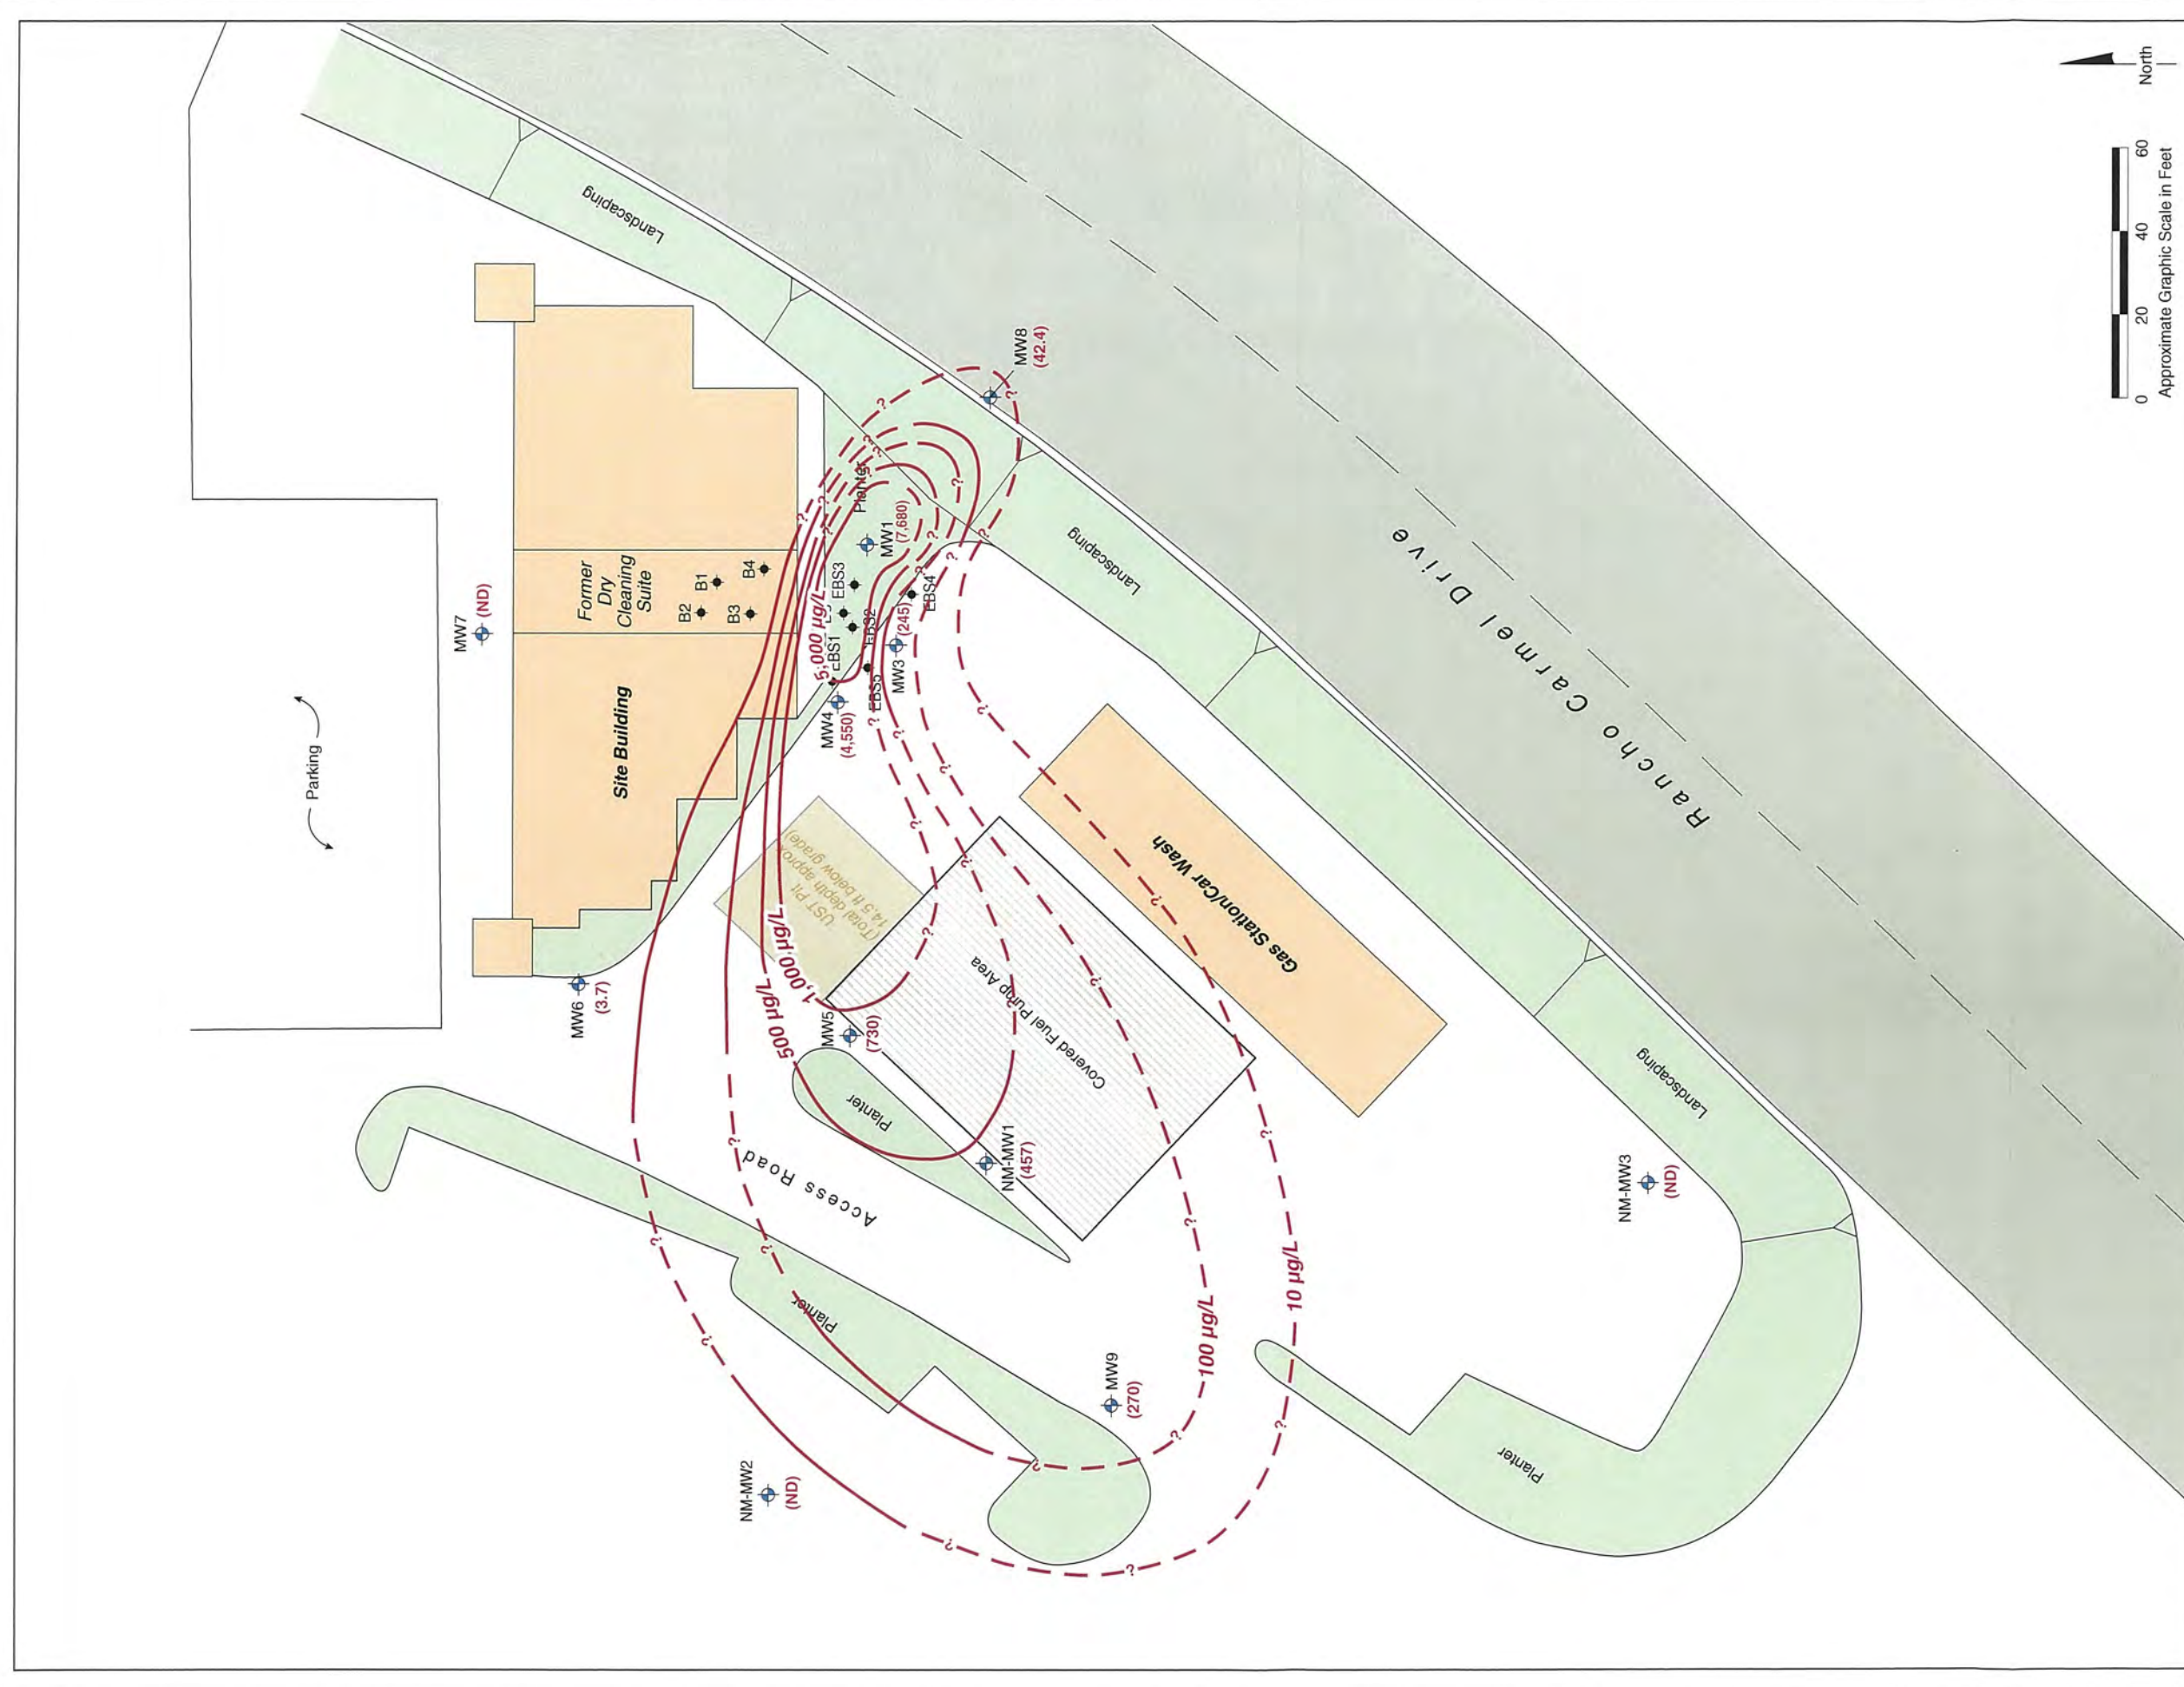 North
0 20 40 60
Approximate Graphic Scale in Feet
Parking
MW7
(ND)
Former
Dry
Cleaning
Suite
B1
B2
B3
B4
Site Building
Landscaping
MW8
(42.4)
Planter
MW1
(7,680)
EBS3
EBS4
EBS2
EBS1
EBS5
5,000 µg/L
MW3
(245)
MW4
(4,550)
Landscaping
Rancho Carmel Drive
UST Pit
(Total depth approx.
14.5 ft below grade)
1,000 µg/L
500 µg/L
Gas Station/Car Wash
MW6
(3.7)
MW5
(730)
Covered Fuel Pump Area
Planter
NM-MW1
(457)
Access Road
Planter
100 µg/L
10 µg/L
MW9
(270)
NM-MW2
(ND)
Landscaping
NM-MW3
(ND)
Planter